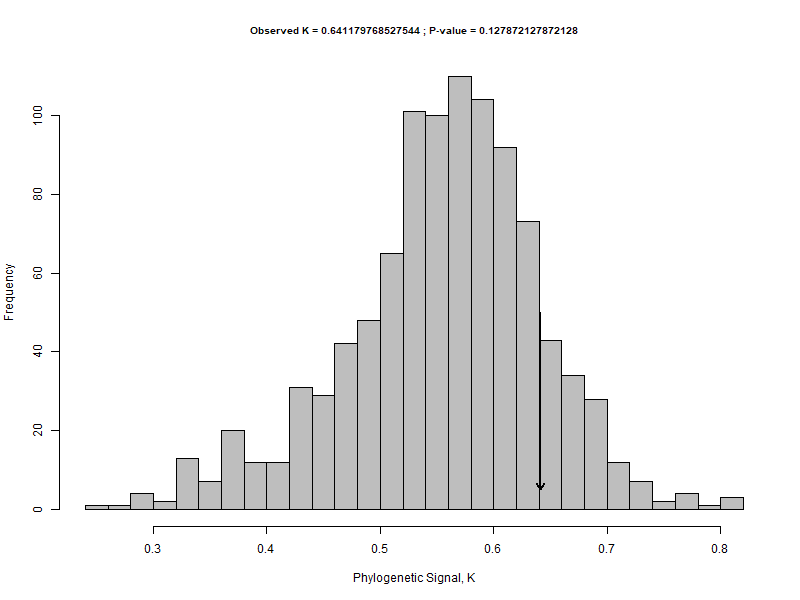 Observed K = 0.641179768527544 ; P-value = 0.127872127872128
Frequency
100
80
60
40
20
0
0.3 0.4 0.5 0.6 0.7 0.8
Phylogenetic Signal, K